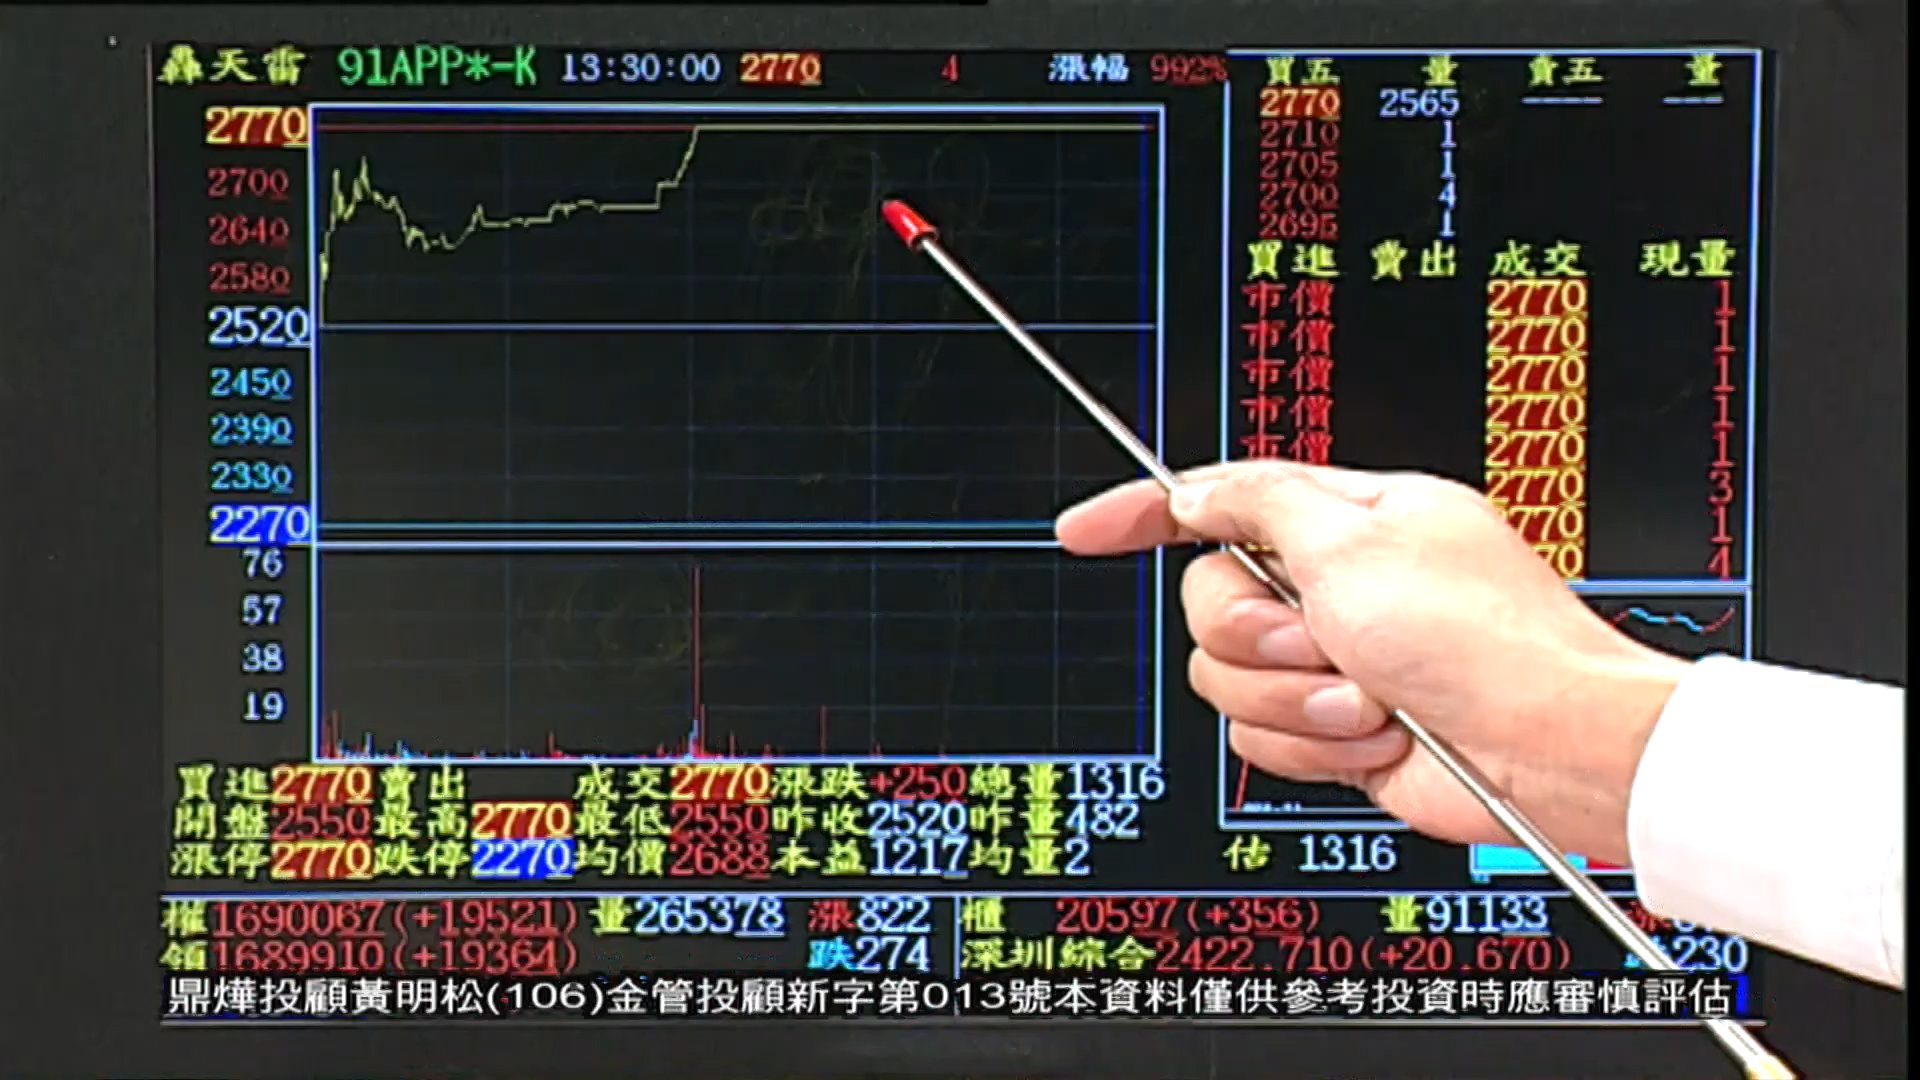 轟天雷 91APP*-K 13:30:00 2770 4 漲幅 992% 買五 量 賣五 量
2770 2565 ---- ---
2710 1
2705 1
2700 4
2695 1
買進 賣出 成交 現量
市價 2770 1
市價 2770 1
市價 2770 1
市價 2770 1
市價 2770 1
2770 3
770 1
70 4
2770
2700
2640
2580
2520
2450
2390
2330
2270
76
57
38
19
買進2770 賣出 成交2770 漲跌+250 總量1316
開盤2550 最高2770 最低2550 昨收2520 昨量482
漲停2770 跌停2270 均價2688 本益1217 均量2
估 1316
權1690067(+19521) 量265378 漲822 櫃 20597(+356) 量91133 漲
領1689910(+19364) 跌274 深圳綜合2422.710(+20.670) 230
鼎燁投顧黃明松(106)金管投顧新字第013號本資料僅供參考投資時應審慎評估